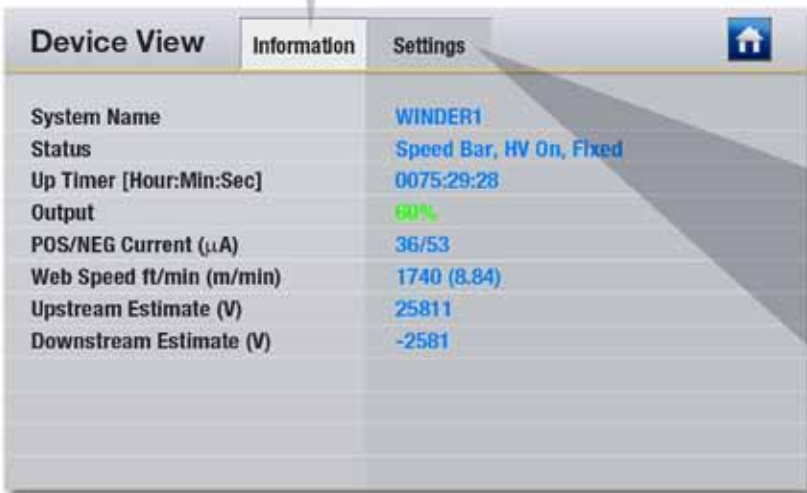 Device View Information Settings
System Name WINDER1
Status Speed Bar, HV On, Fixed
Up Timer [Hour:Min:Sec] 0075:29:28
Output 60%
POS/NEG Current (μA) 36/53
Web Speed ft/min (m/min) 1740 (8.84)
Upstream Estimate (V) 25811
Downstream Estimate (V) -2581